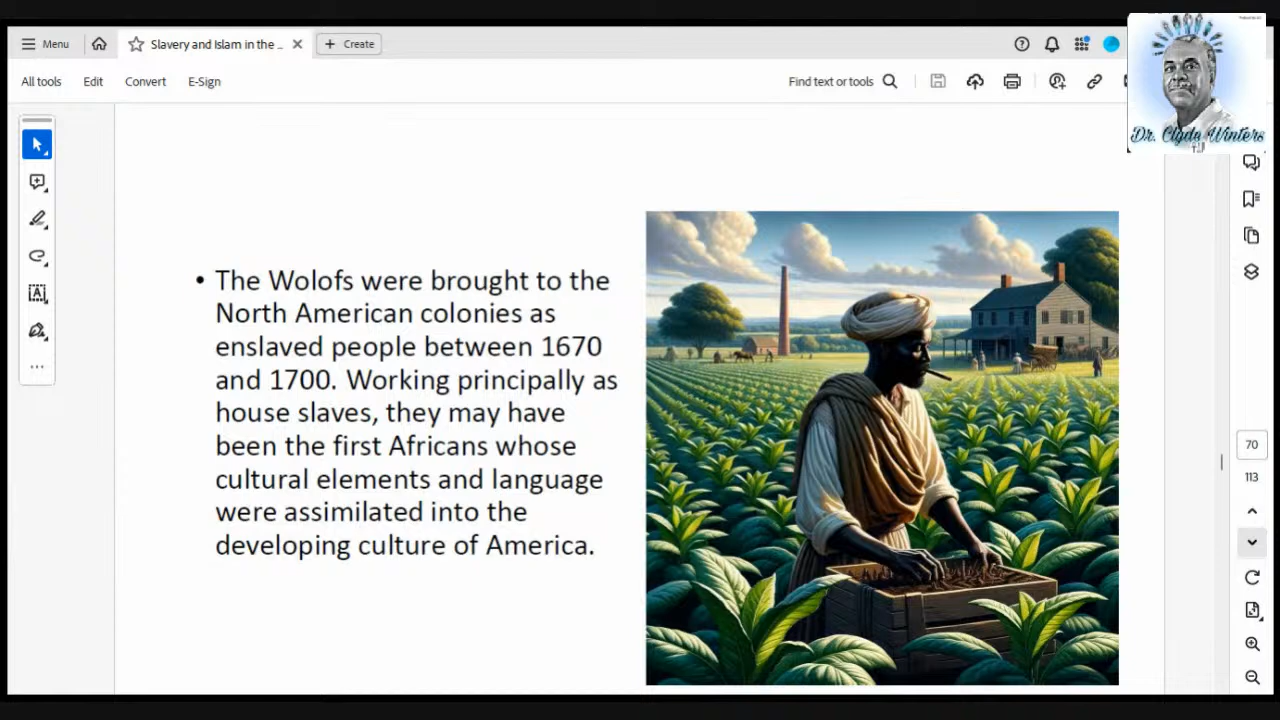 Menu
Slavery and Islam in the ...
Create
All tools
Edit
Convert
E-Sign
Find text or tools
Dr. Clyde Winters
• The Wolofs were brought to the
North American colonies as
enslaved people between 1670
and 1700. Working principally as
house slaves, they may have
been the first Africans whose
cultural elements and language
were assimilated into the
developing culture of America.
70
113